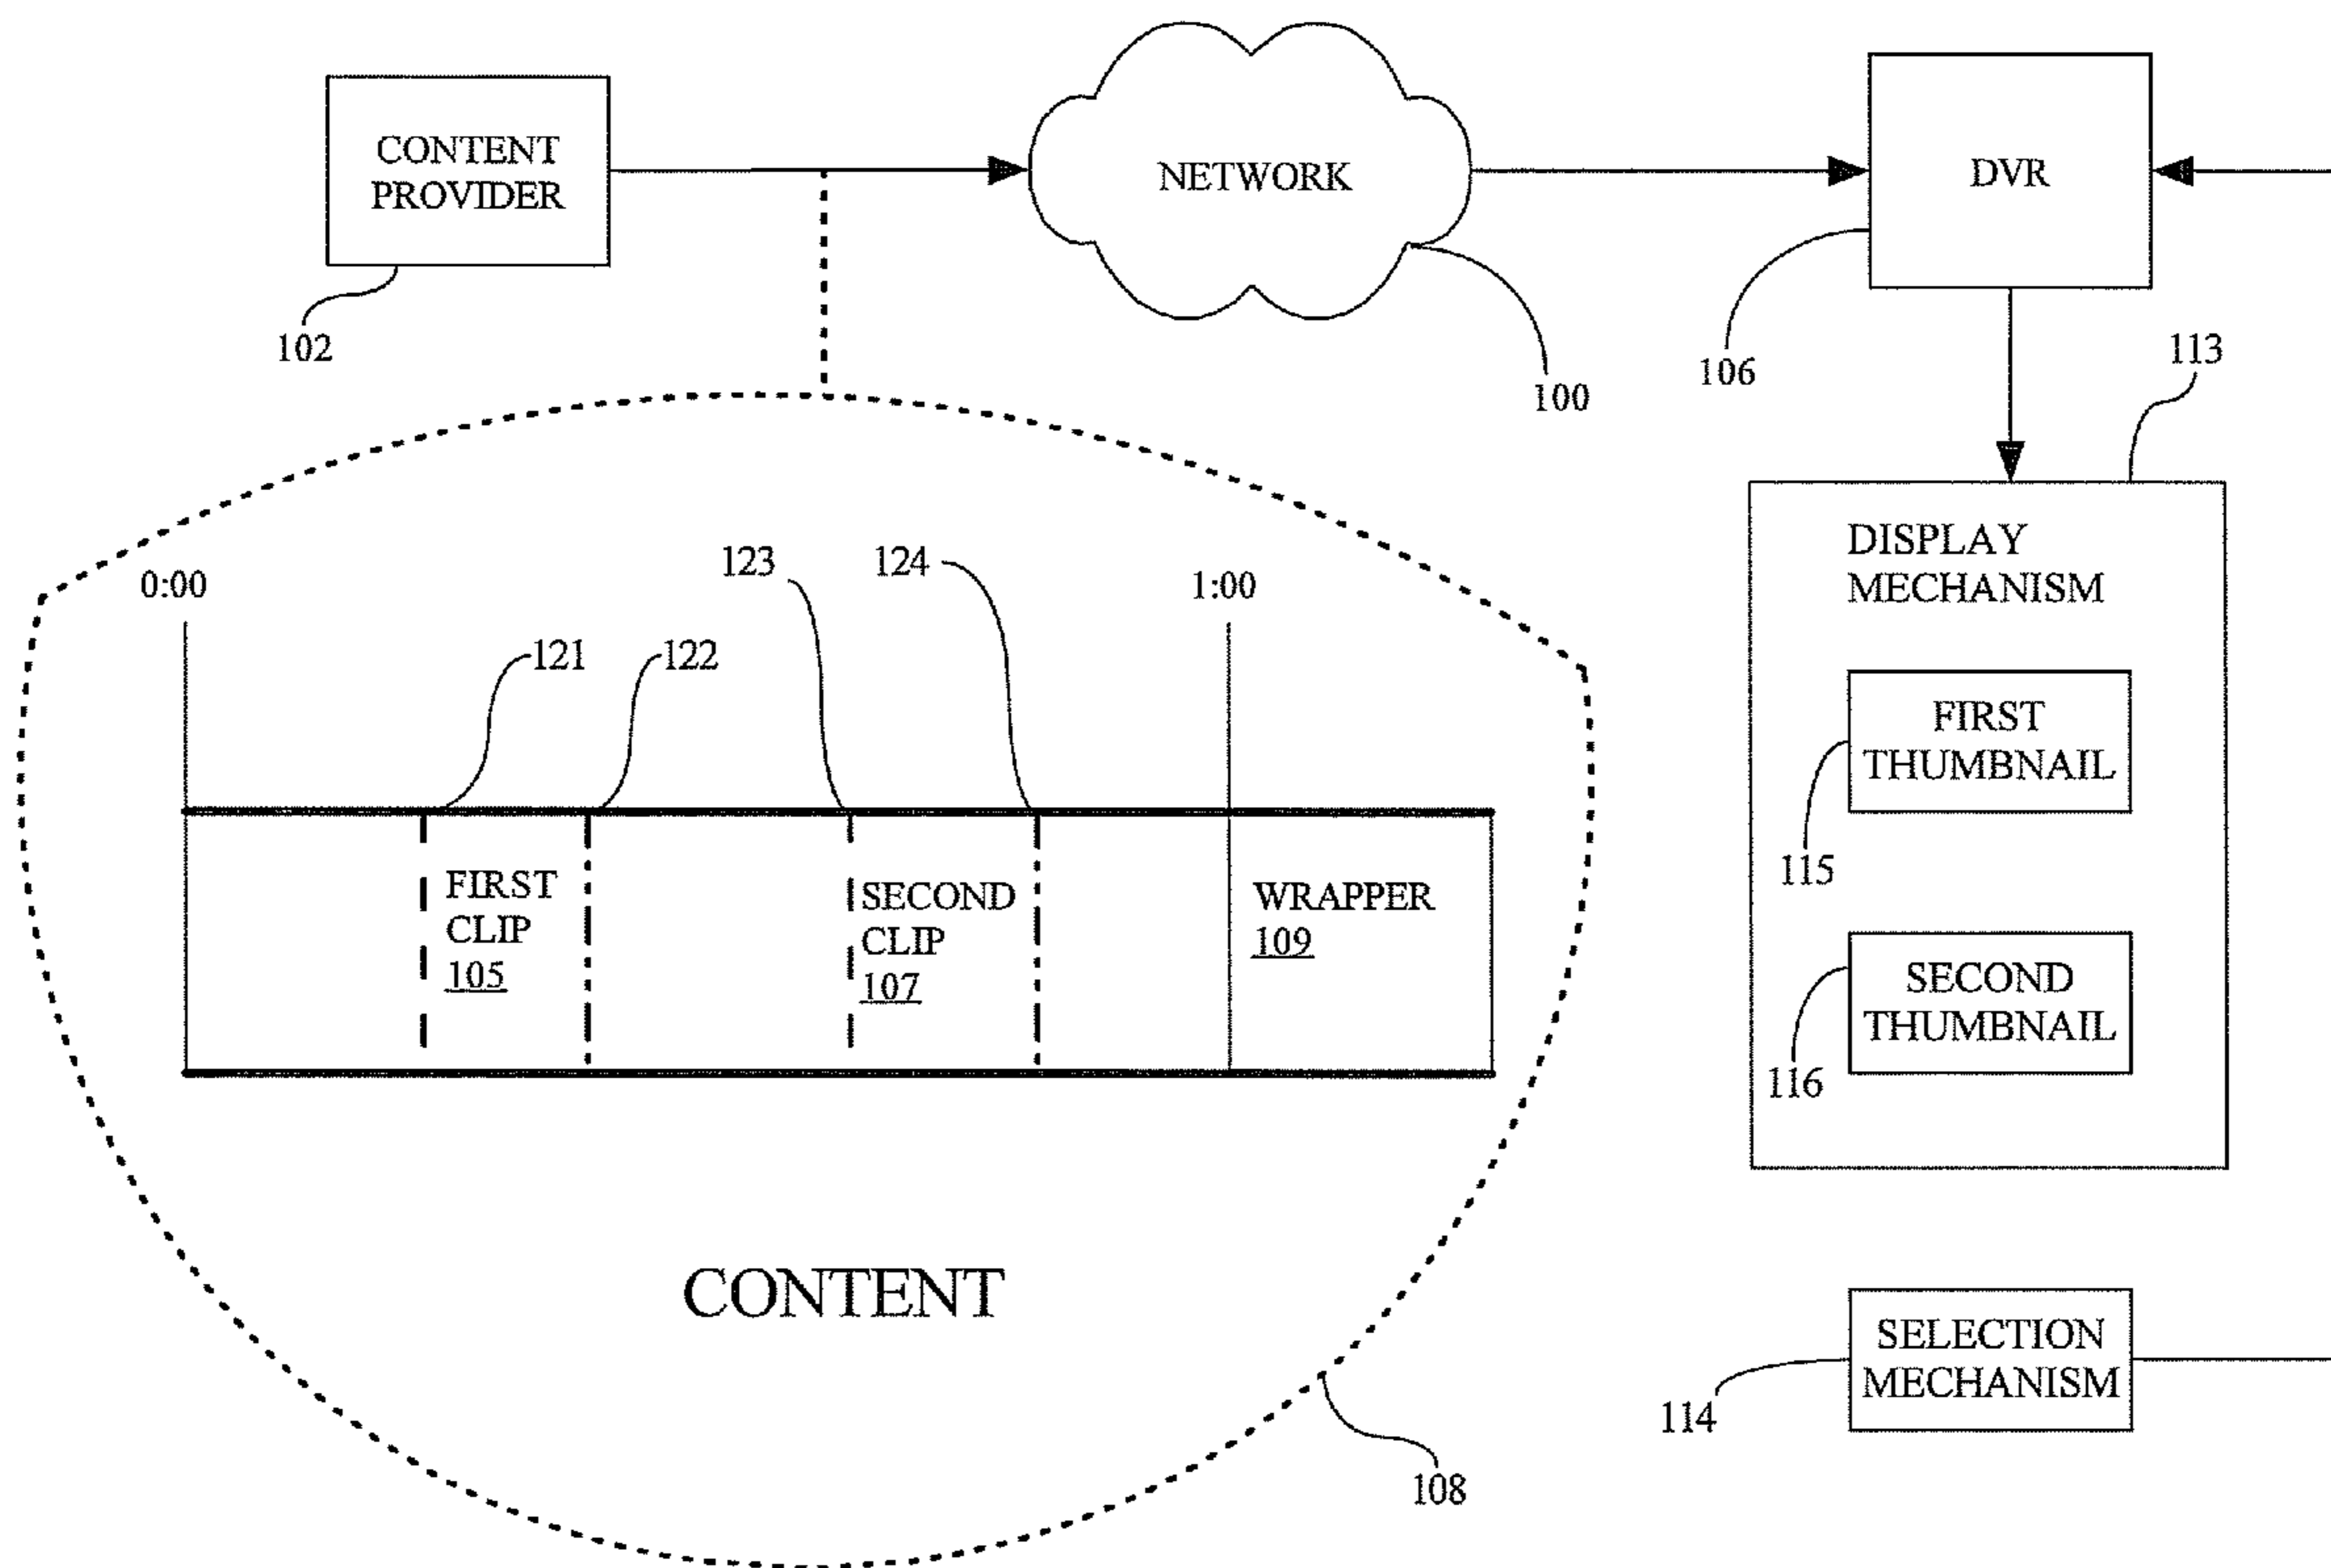 CONTENT
PROVIDER
102
NETWORK
100
DVR
106
113
DISPLAY
MECHANISM
FIRST
THUMBNAIL
115
SECOND
THUMBNAIL
116
SELECTION
MECHANISM
114
0:00
121
122
123
124
1:00
FIRST
CLIP
105
SECOND
CLIP
107
WRAPPER
109
CONTENT
108